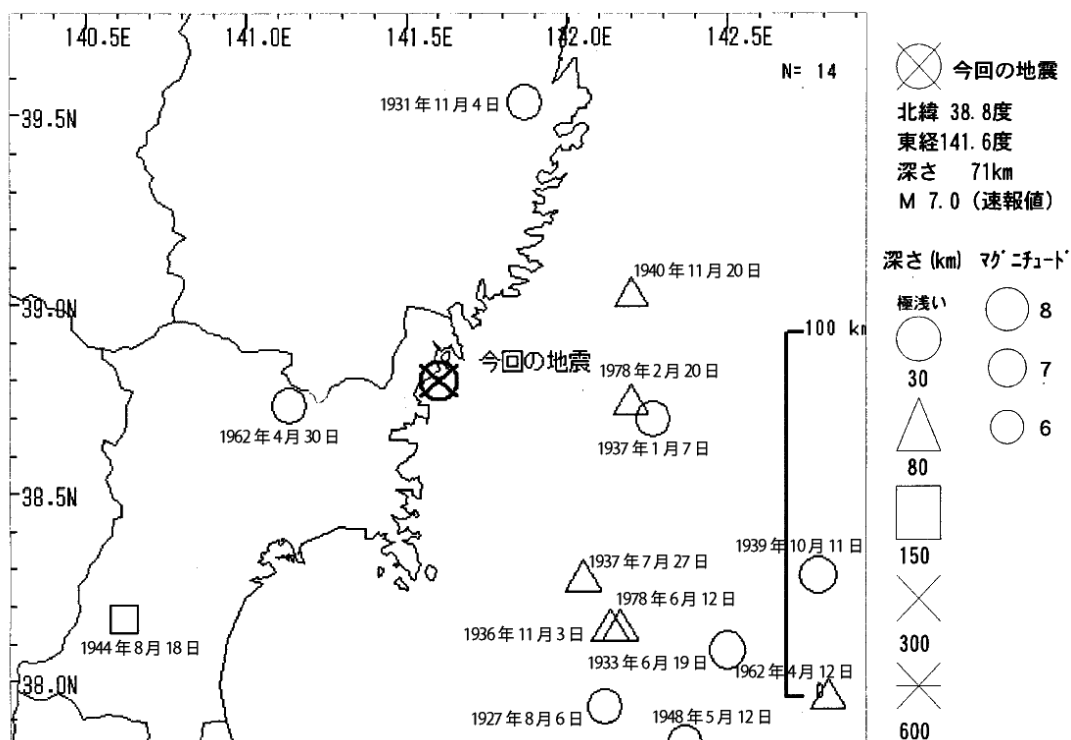 140.5E 141.0E 141.5E 142.0E 142.5E
N= 14
39.5N
39.0N
38.5N
38.0N
1931年11月4日
1940年11月20日
100 km
今回の地震
1978年2月20日
1962年4月30日
1937年1月7日
1939年10月11日
1937年7月27日
1978年6月12日
1936年11月3日
1944年8月18日
1933年6月19日
1962年4月12日
1927年8月6日
1948年5月12日
今回の地震
北緯 38.8度
東経141.6度
深さ 71km
M 7.0 (速報値)
深さ(km) マグニチュード
極浅い
30
80
150
300
600
8
7
6